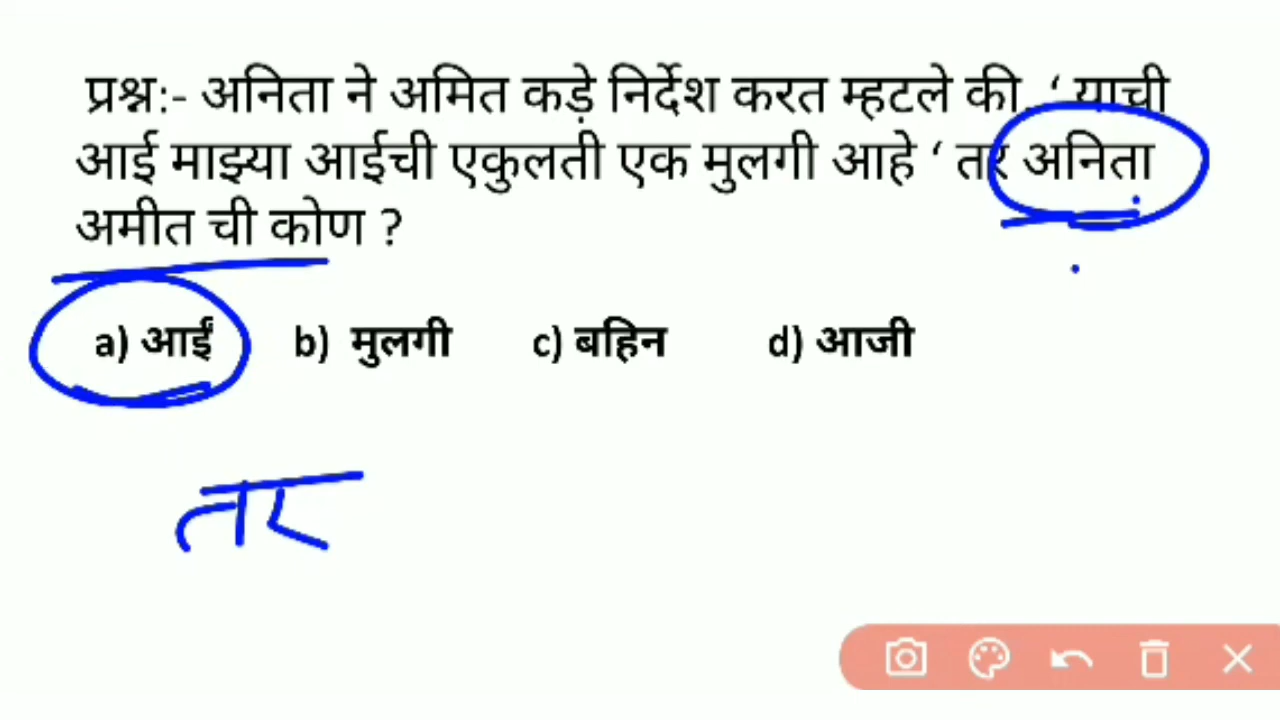 प्रश्न:- अनिता ने अमित कड़े निर्देश करत म्हटले की, ‘ याची
आई माझ्या आईची एकुलती एक मुलगी आहे ‘ तर अनिता
अमीत ची कोण ?
a) आईं b) मुलगी c) बहिन d) आजी
तर